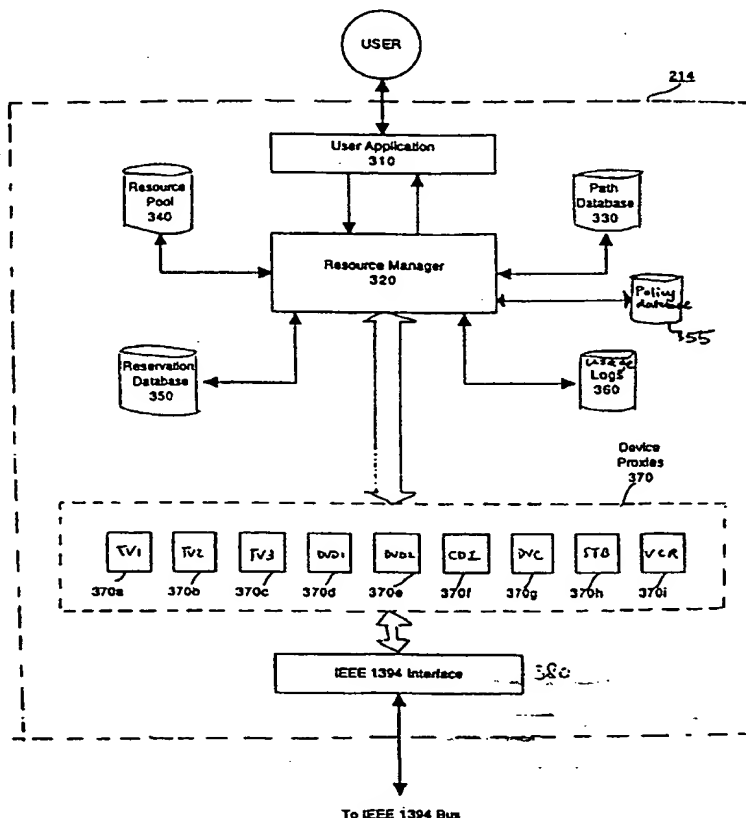 USER
214
User Application
310
Resource
Pool
340
Path
Database
330
Resource Manager
320
Policy
database
355
Reservation
Database
350
Usage
Logs
360
Device
Proxies
370
TV1
TV2
TV3
DVD1
DVD2
CD1
DVC
STB
VCR
370a
370b
370c
370d
370e
370f
370g
370h
370i
IEEE 1394 Interface
380
To IEEE 1394 Bus